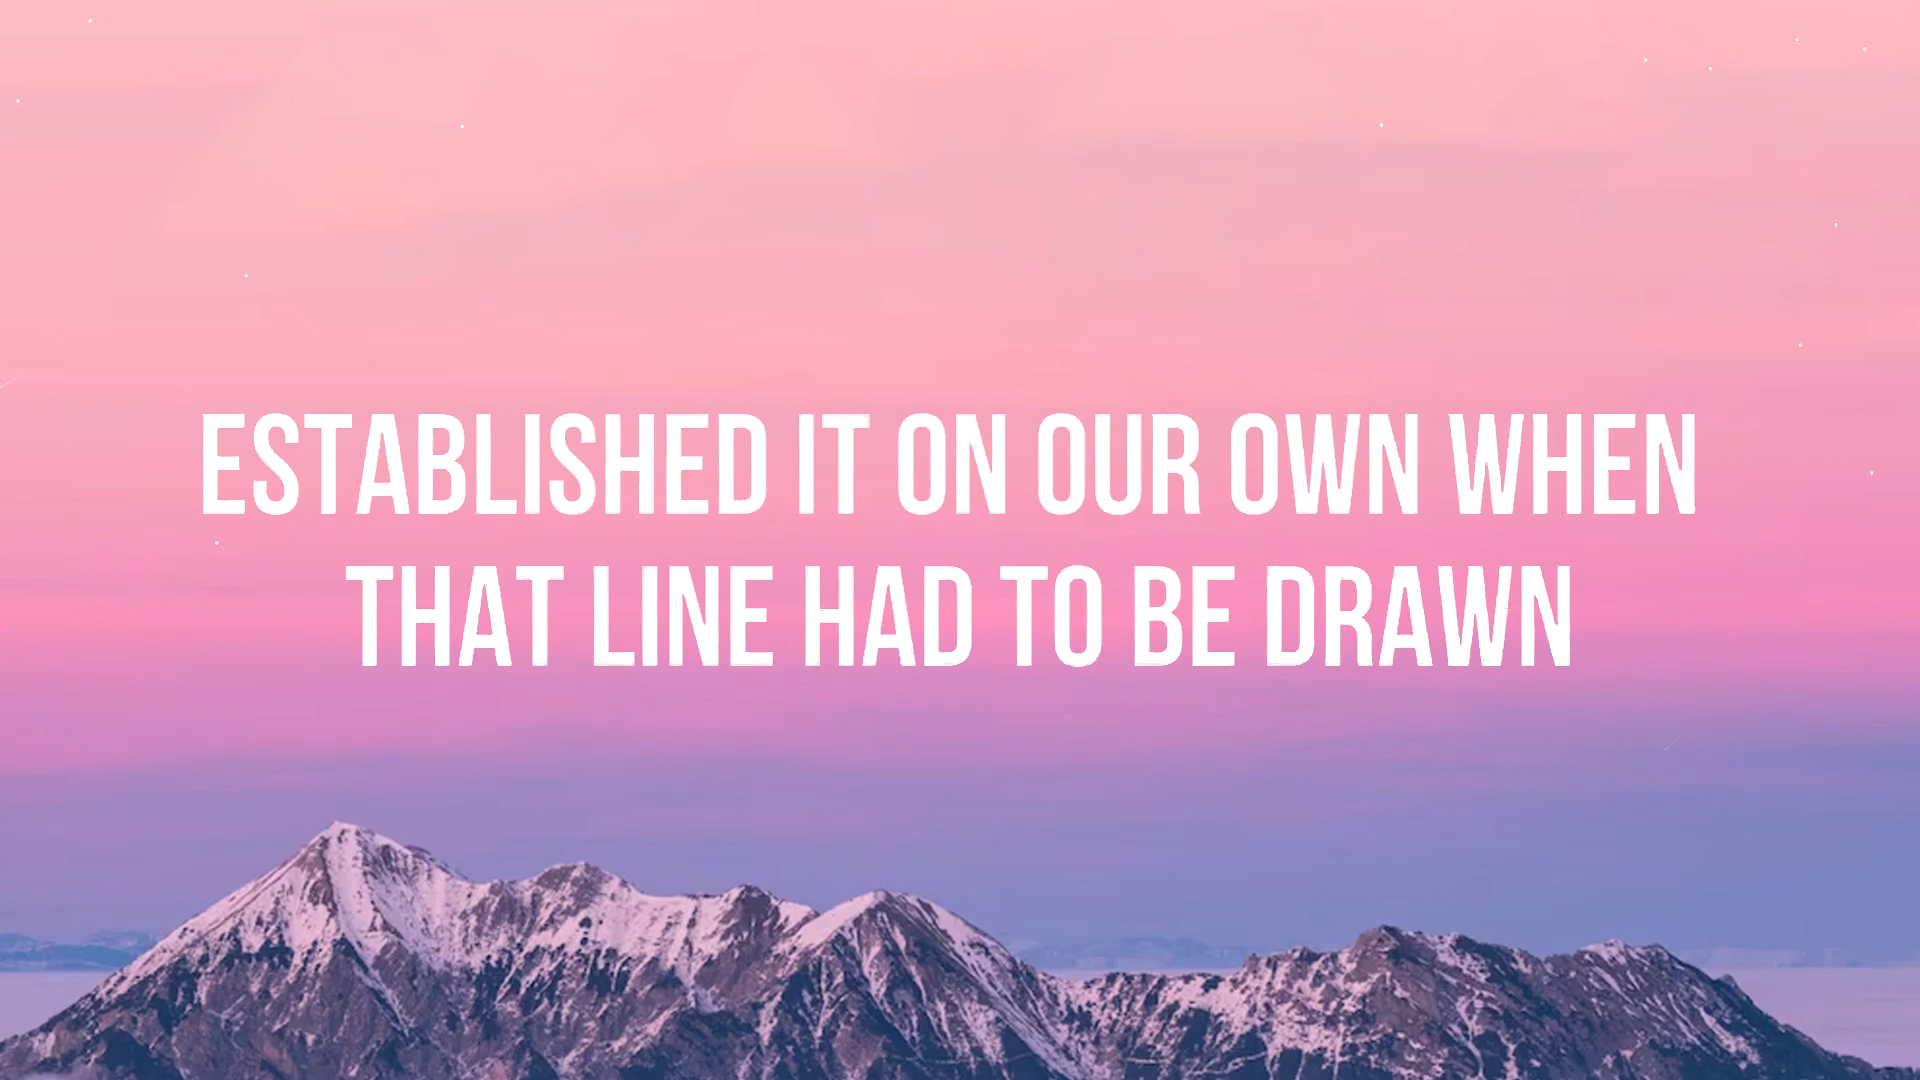 ESTABLISHED IT ON OUR OWN WHEN
THAT LINE HAD TO BE DRAWN